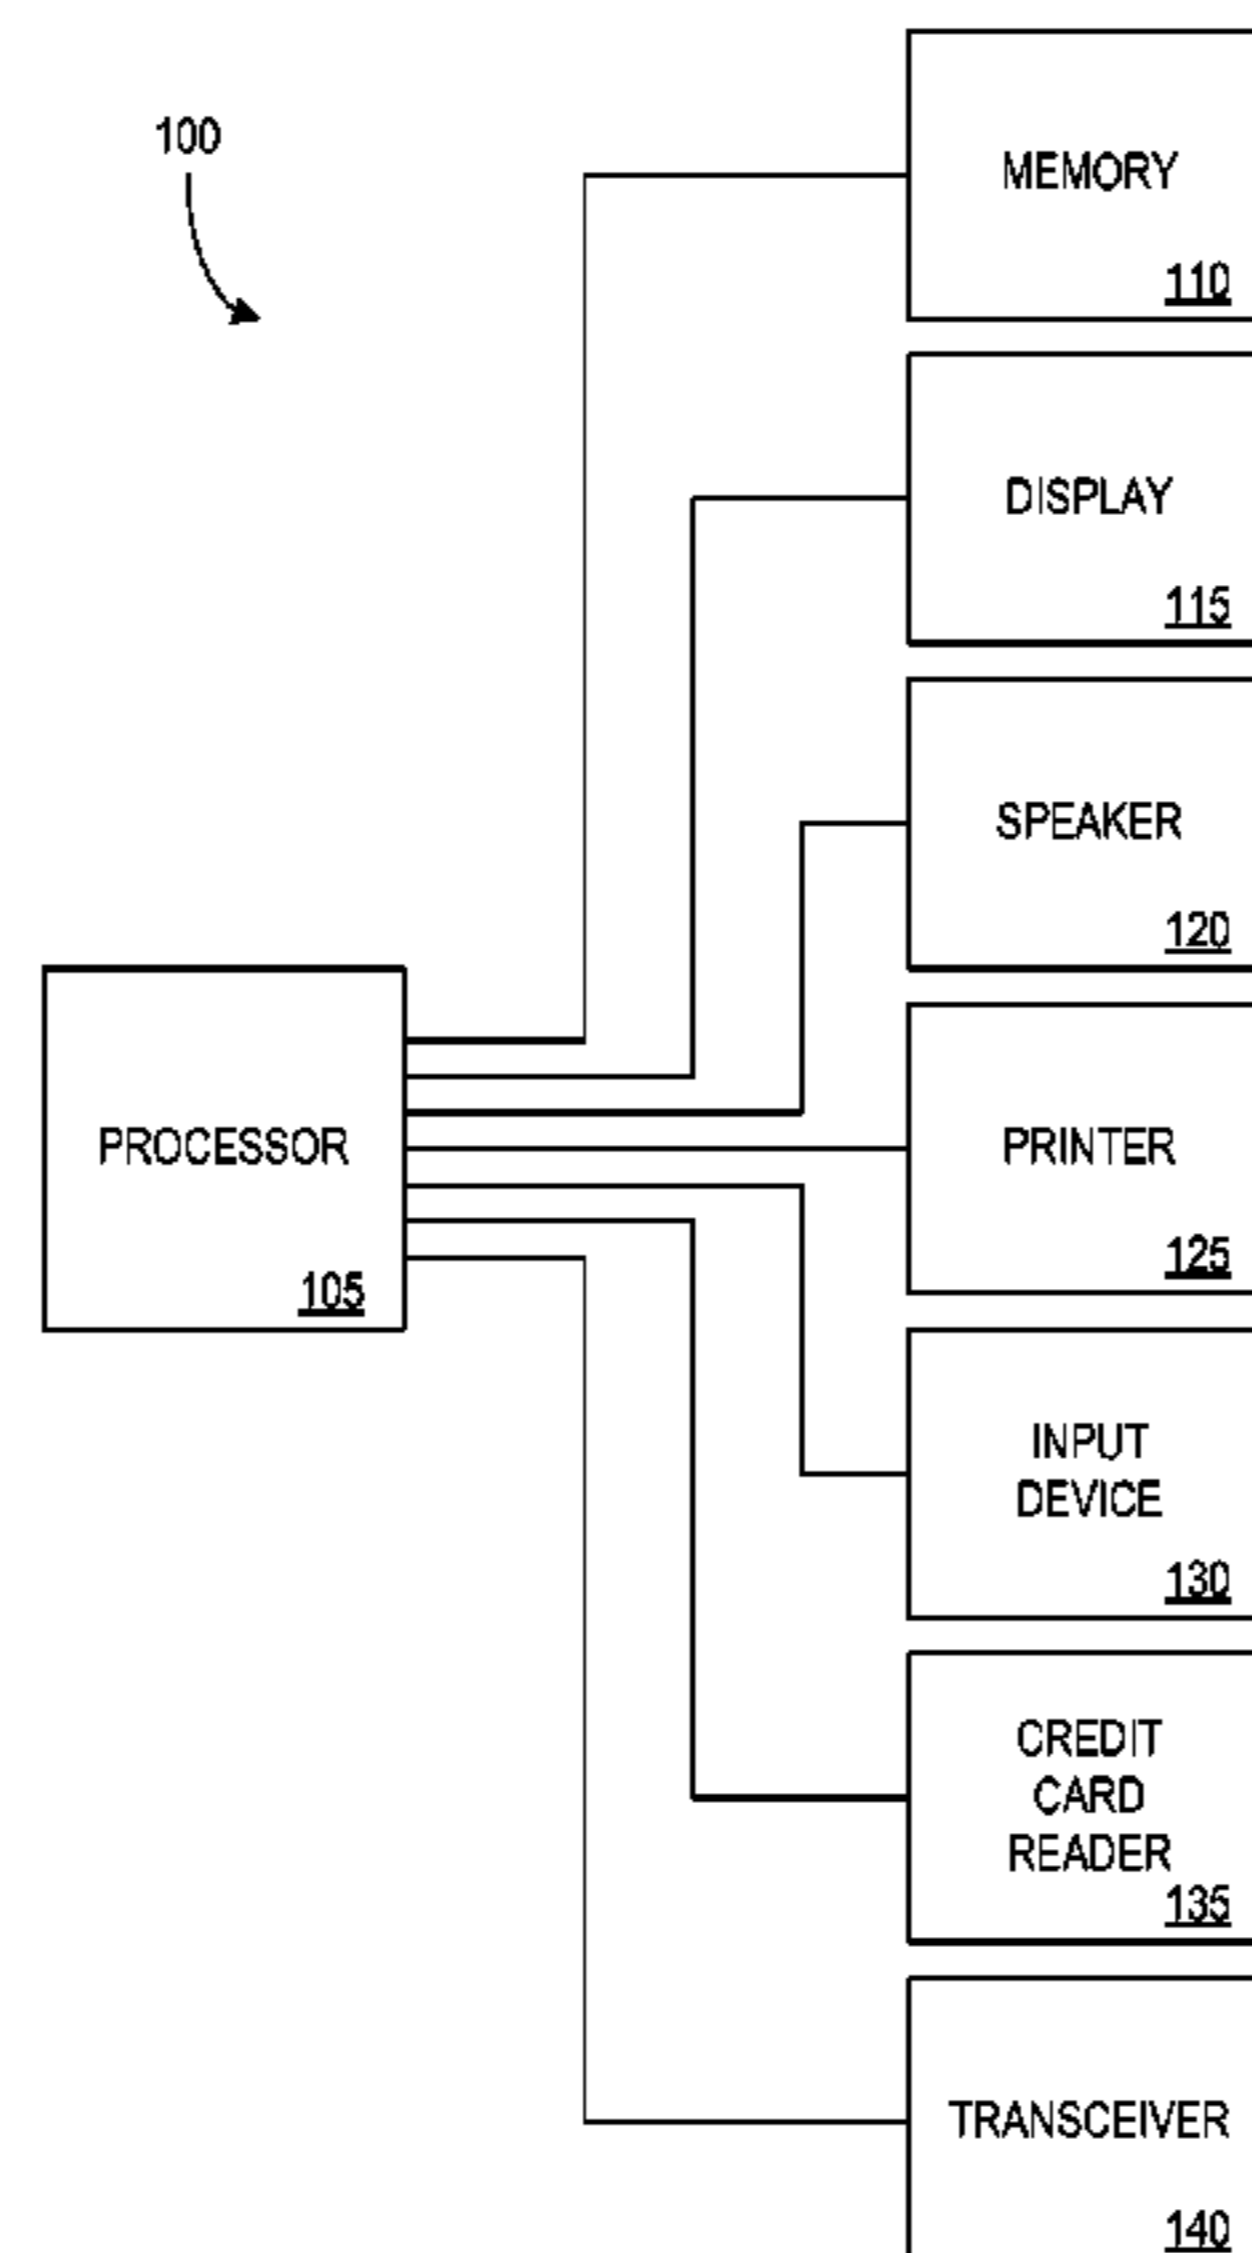 100
MEMORY
110
DISPLAY
115
SPEAKER
120
PROCESSOR
105
PRINTER
125
INPUT
DEVICE
130
CREDIT
CARD
READER
135
TRANSCEIVER
140